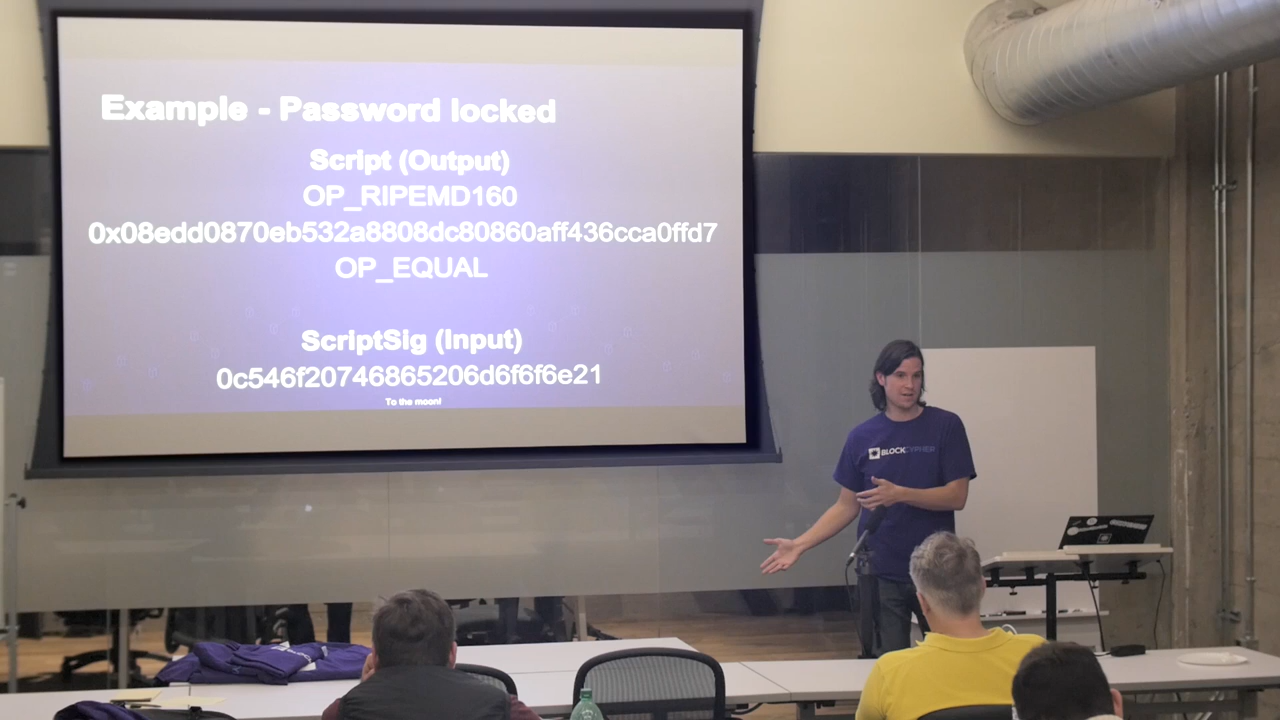 Example - Password locked
Script (Output)
OP_RIPEMD160
0x08edd0870eb532a8808dc80860aff436cca0ffd7
OP_EQUAL
ScriptSig (Input)
0c546f20746865206d6f6f6e21
To the moon!
BLOCKCYPHER